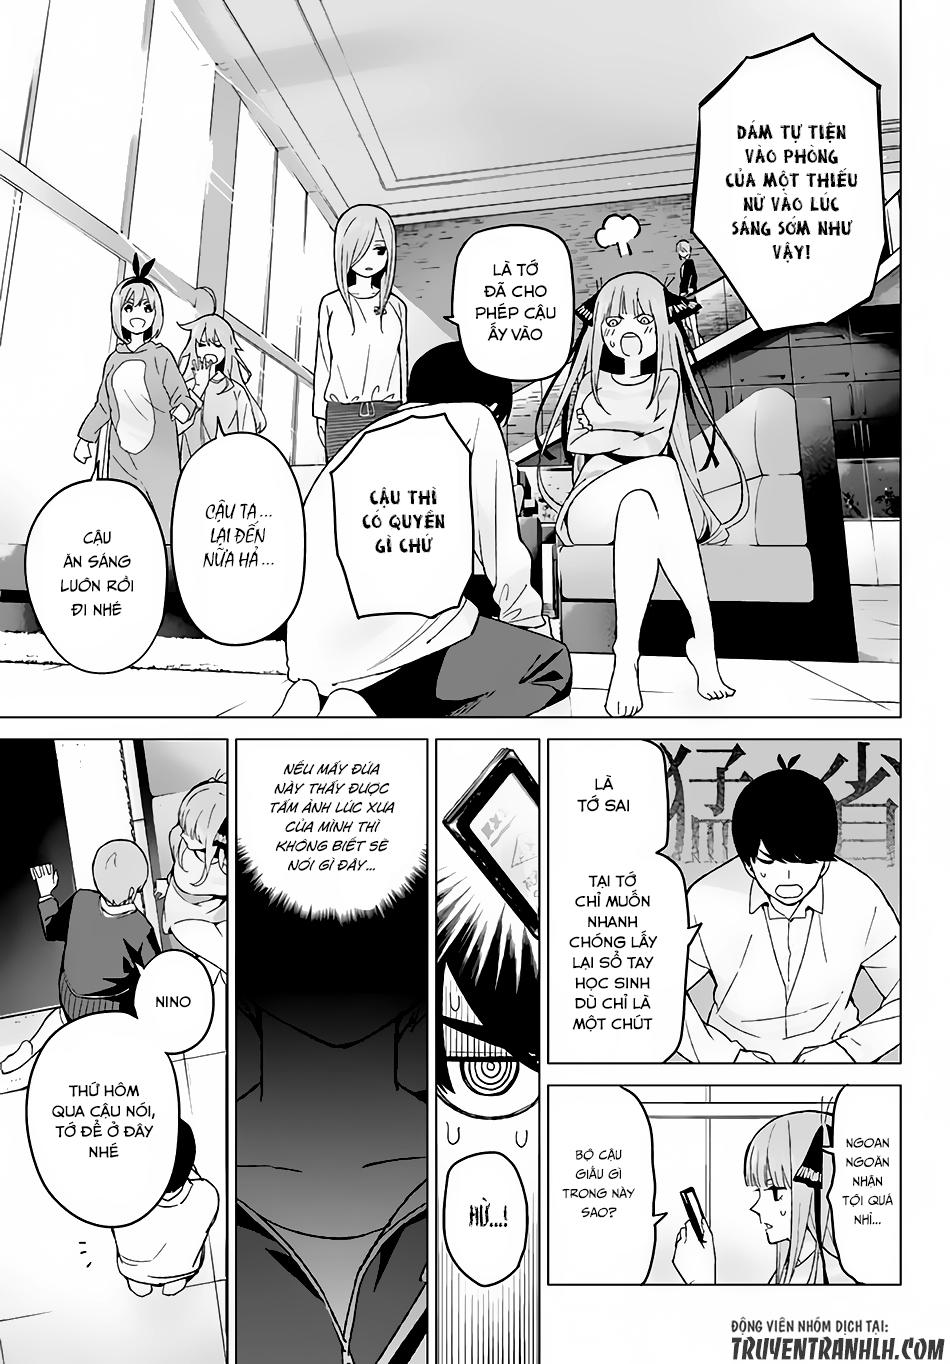 DÁM TỰ TIỆN
VÀO PHÒNG
CỦA MỘT THIẾU
NỮ VÀO LÚC
SÁNG SỚM NHƯ
VẬY!
LÀ TỚ
ĐÃ CHO
PHÉP CẬU
ẤY VÀO
CẬU THÌ
CÓ QUYỀN
GÌ CHỨ
CẬU TA...
LẠI ĐẾN
NỮA HẢ...
CẬU
ĂN SÁNG
LUÔN RỒI
ĐI NHÉ
猛省
LÀ
TỚ SAI
TẠI TỚ
CHỈ MUỐN
NHANH
CHÓNG LẤY
LẠI SỔ TAY
HỌC SINH
DÙ CHỈ LÀ
MỘT CHÚT
NGOAN
NGOÃN
NHẬN
TỘI QUÁ
NHỈ...
BỘ CẬU
GIẤU GÌ
TRONG NÀY
SAO?
HỪ...!
NẾU MẤY ĐỨA
NÀY THẤY ĐƯỢC
TẤM ẢNH LÚC XƯA
CỦA MÌNH THÌ
KHÔNG BIẾT SẼ
NÓI GÌ ĐÂY...
NINO
THỨ HÔM
QUA CẬU NÓI,
TỚ ĐỂ Ở ĐÂY
NHÉ
ĐỘNG VIÊN NHÓM DỊCH TẠI:
TRUYENTRANHLH.COM